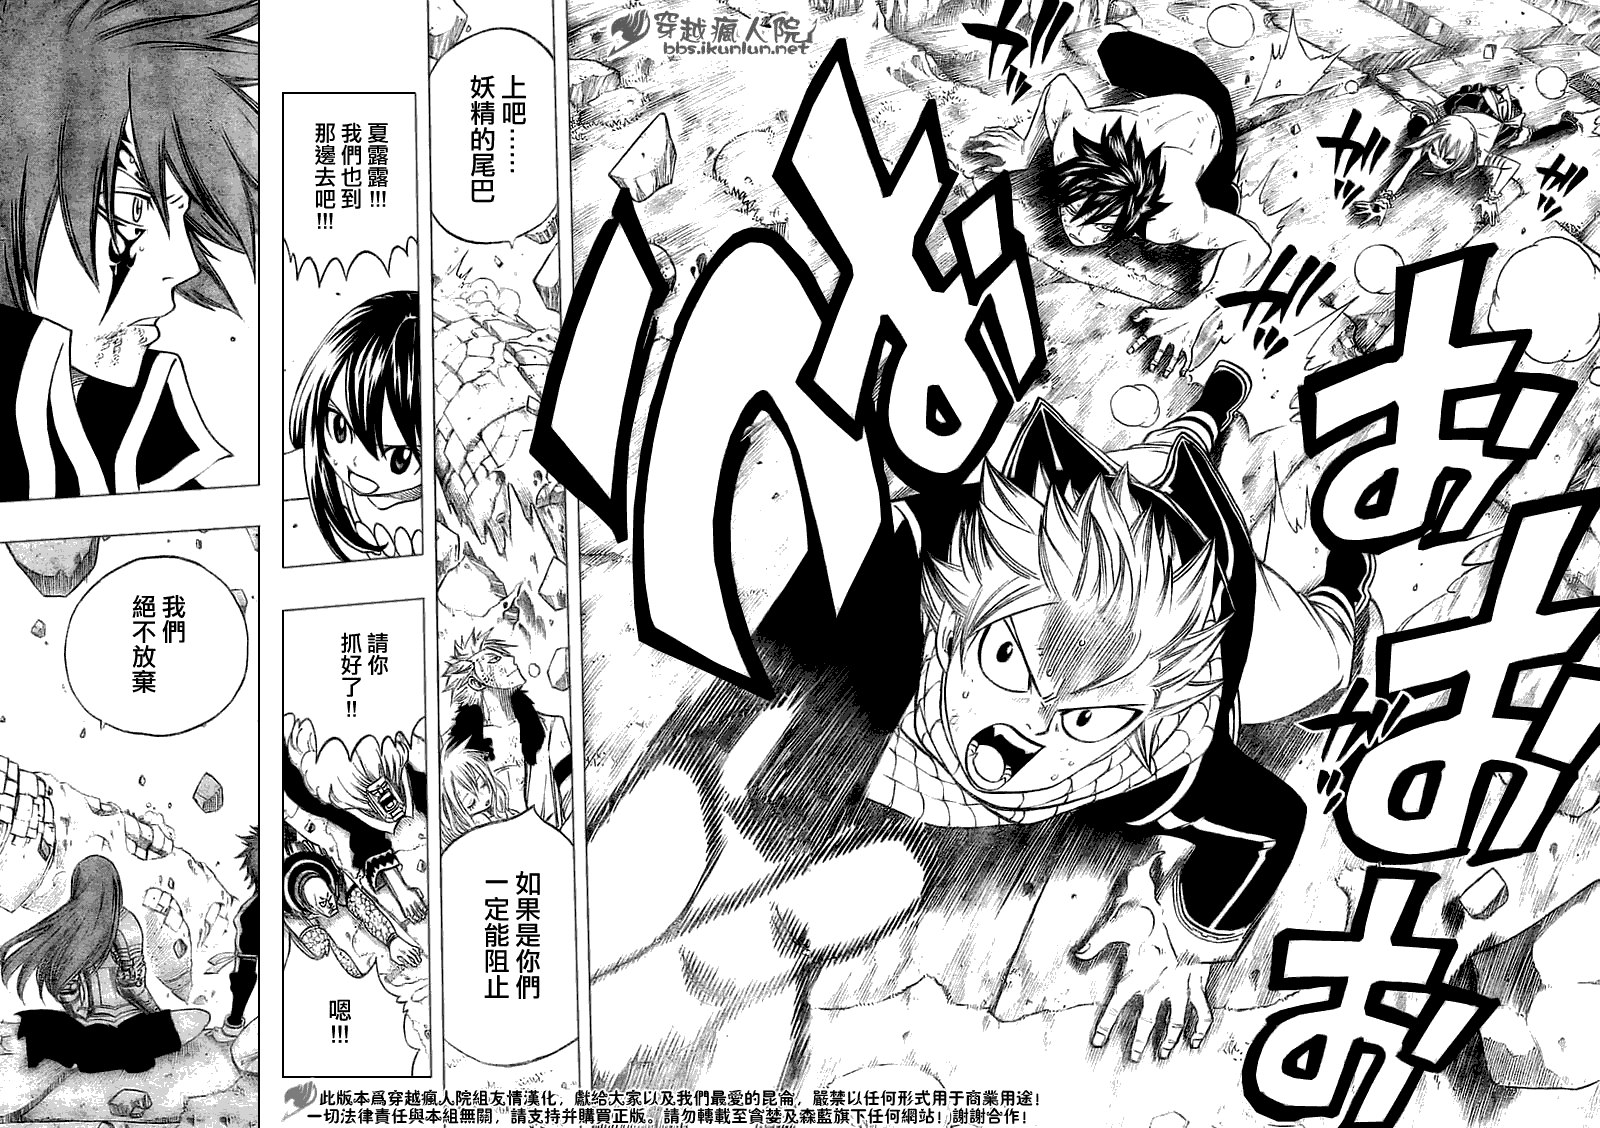 穿越瘋人院
bbs.ikunlun.net
おおお
上吧……
妖精的尾巴
如果是你們
一定能阻止
夏露露!!!
我們也到
那邊去吧!!!
請你
抓好了!!
嗯
!!!
我們
絕不放棄
此版本爲穿越瘋人院組友情漢化，獻給大家以及我們最愛的昆侖，嚴禁以任何形式用于商業用途！
一切法律責任與本組無關，請支持并購買正版。請勿轉載至貪婪及森藍旗下任何網站！謝謝合作！